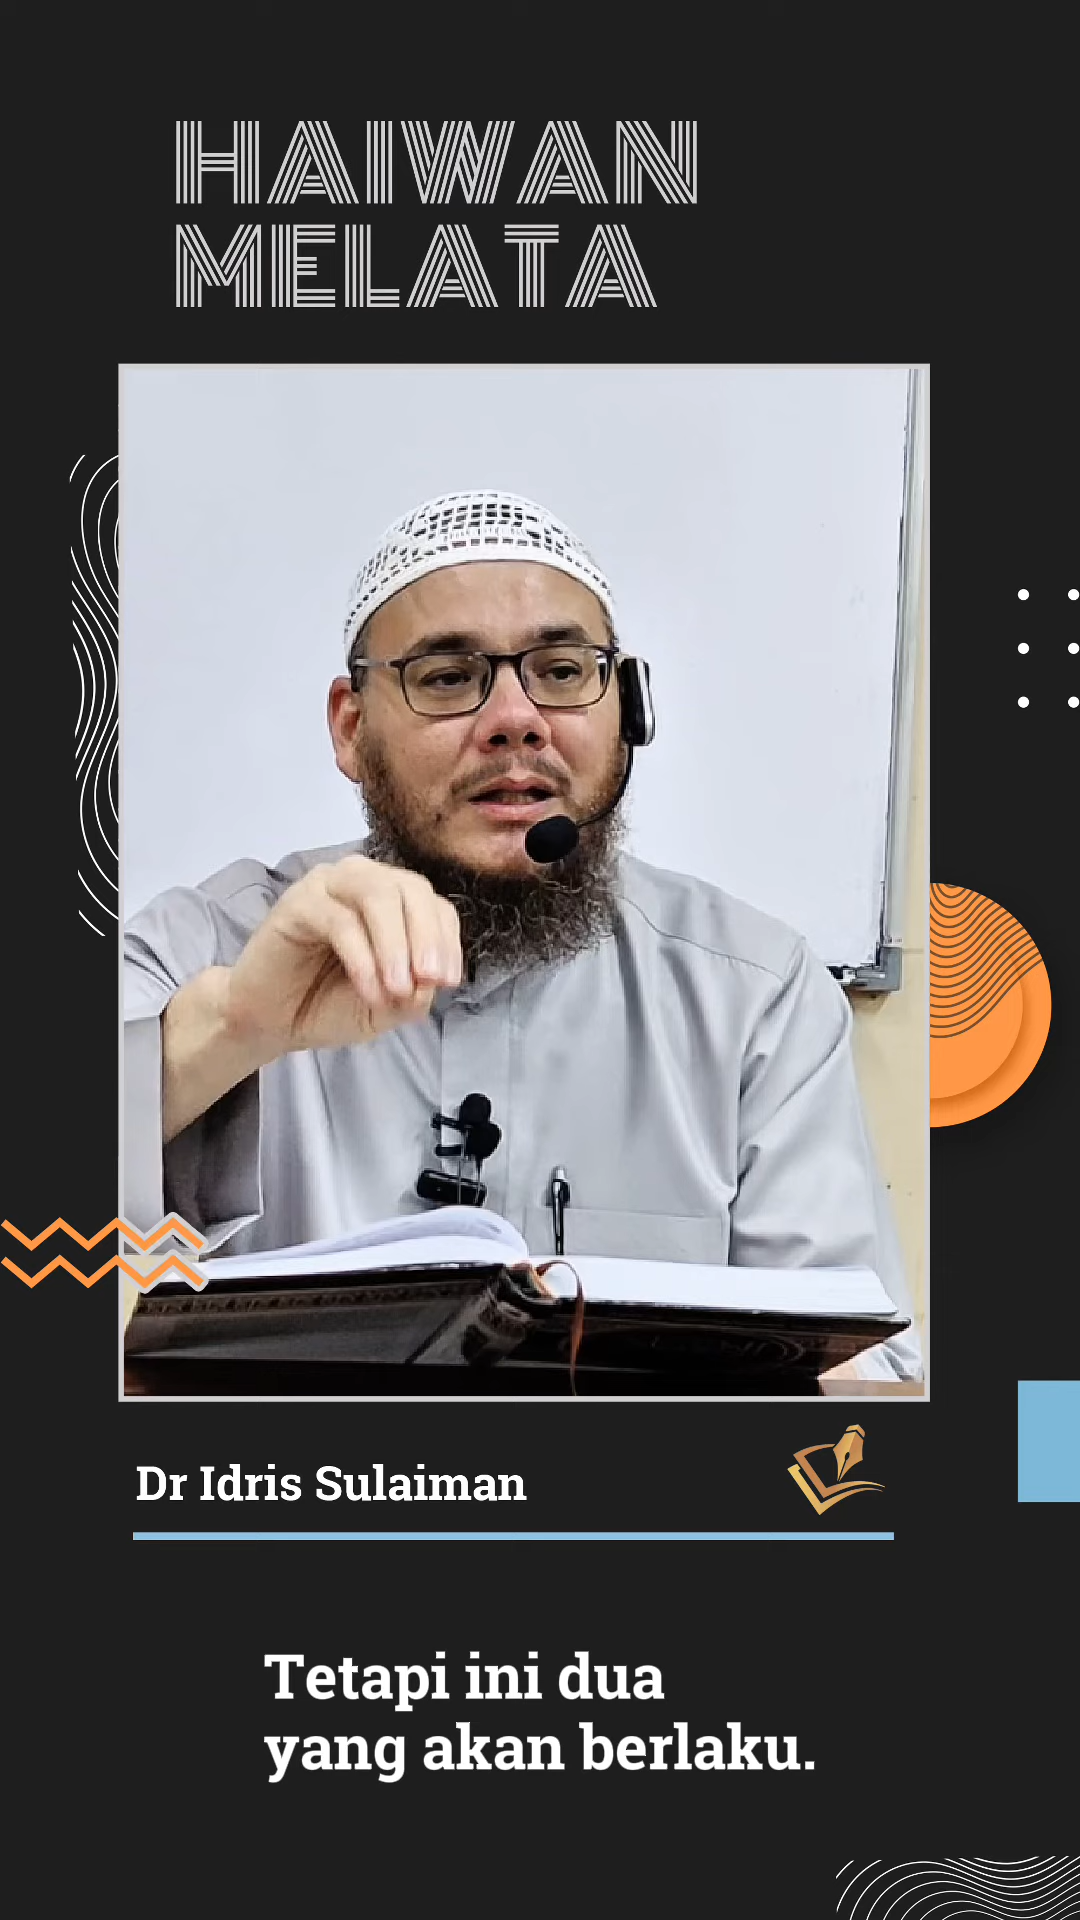 HAIWAN
MELATA
Dr Idris Sulaiman
Tetapi ini dua
yang akan berlaku.